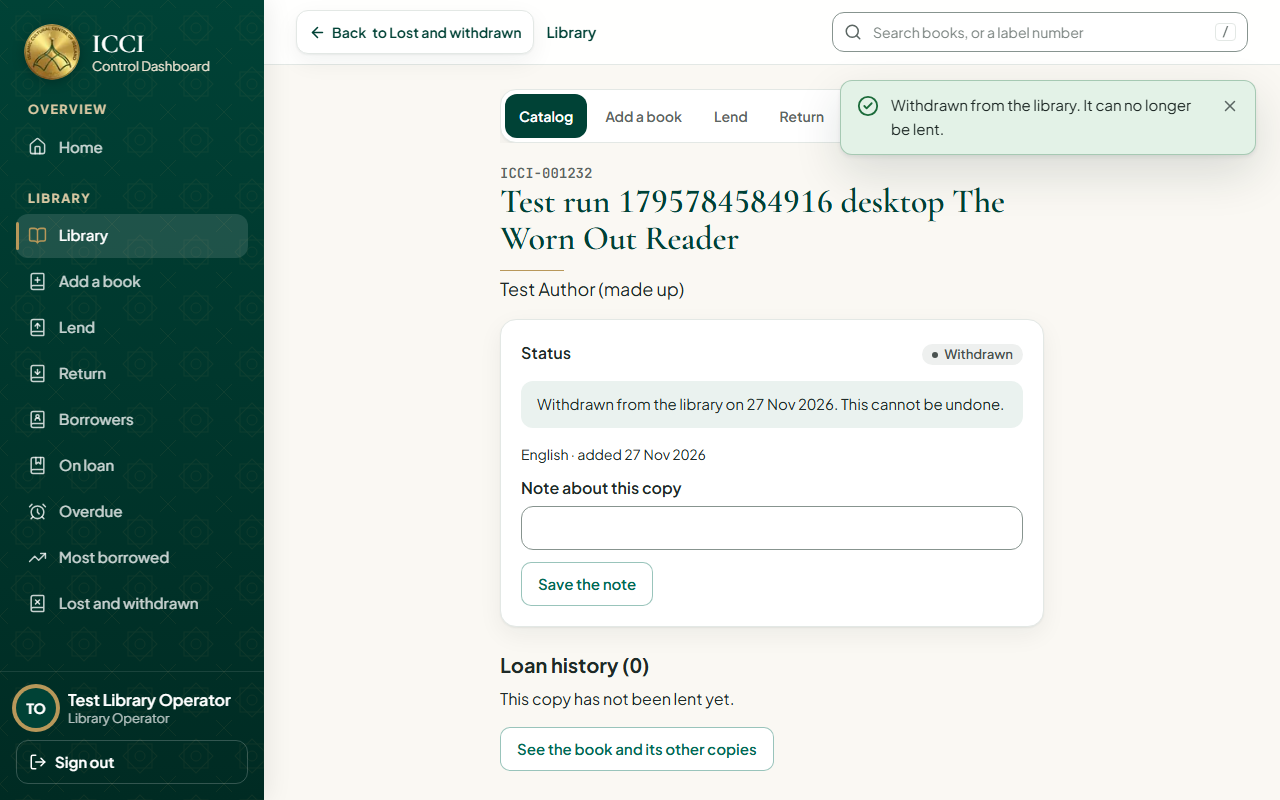 ICCI
Control Dashboard
OVERVIEW
Home
LIBRARY
Library
Add a book
Lend
Return
Borrowers
On loan
Overdue
Most borrowed
Lost and withdrawn
TO
Test Library Operator
Library Operator
Sign out
Back to Lost and withdrawn
Library
Search books, or a label number
/
Catalog
Add a book
Lend
Return
Withdrawn from the library. It can no longer
be lent.
ICCI-001232
Test run 1795784584916 desktop The
Worn Out Reader
Test Author (made up)
Status
Withdrawn
Withdrawn from the library on 27 Nov 2026. This cannot be undone.
English · added 27 Nov 2026
Note about this copy
Save the note
Loan history (0)
This copy has not been lent yet.
See the book and its other copies